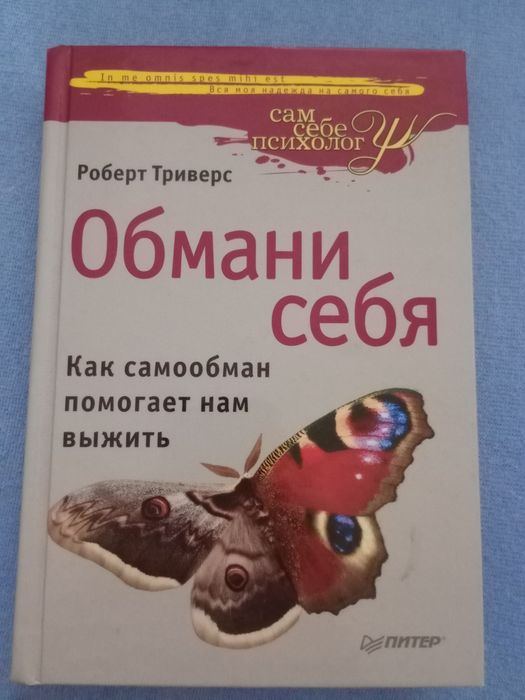 In me omnis spes mihi est
Вся моя надежда на самого себя
сам
себе
психолог
Роберт Триверс
Обмани
себя
Как самообман
помогает нам
выжить
ПИТЕР®